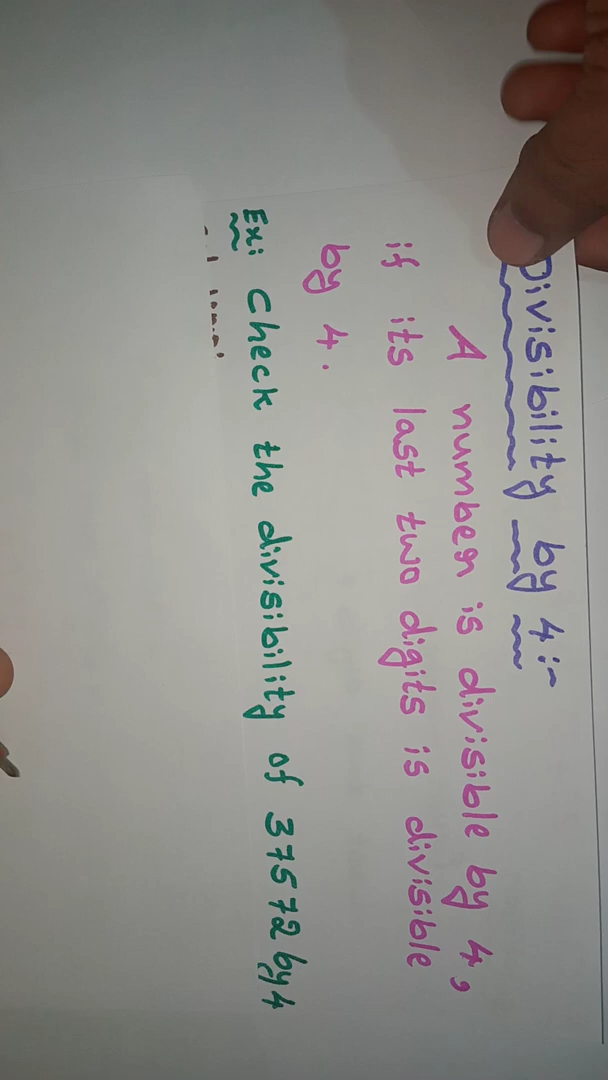 Divisibility by 4:-
A number is divisible by 4,
if its last two digits is divisible
by 4.
Ex: Check the divisibility of 37572 by 4